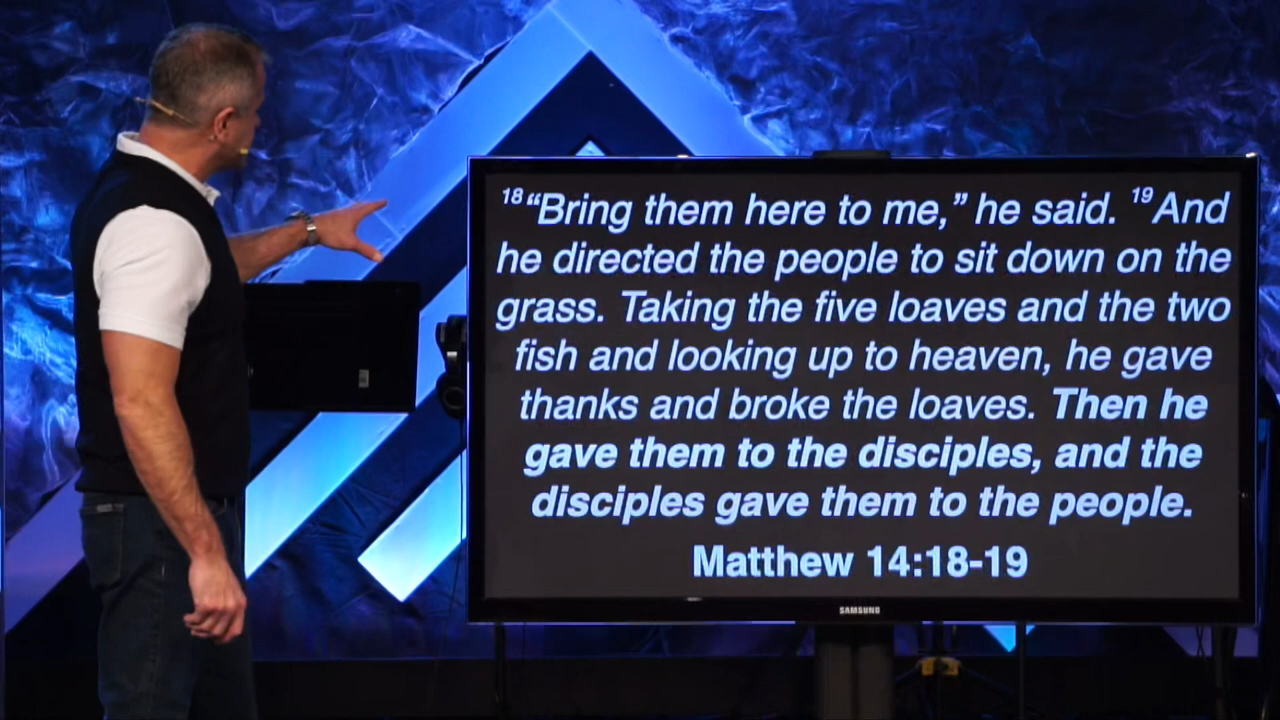 18 “Bring them here to me,” he said. 19 And
he directed the people to sit down on the
grass. Taking the five loaves and the two
fish and looking up to heaven, he gave
thanks and broke the loaves. Then he
gave them to the disciples, and the
disciples gave them to the people.
Matthew 14:18-19
SAMSUNG